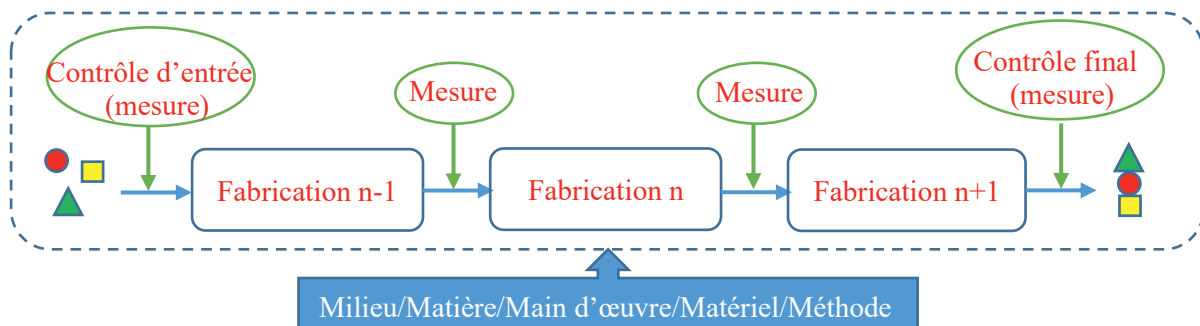 Contrôle d’entrée
(mesure)
Mesure
Mesure
Contrôle final
(mesure)
Fabrication n-1
Fabrication n
Fabrication n+1
Milieu/Matière/Main d’œuvre/Matériel/Méthode